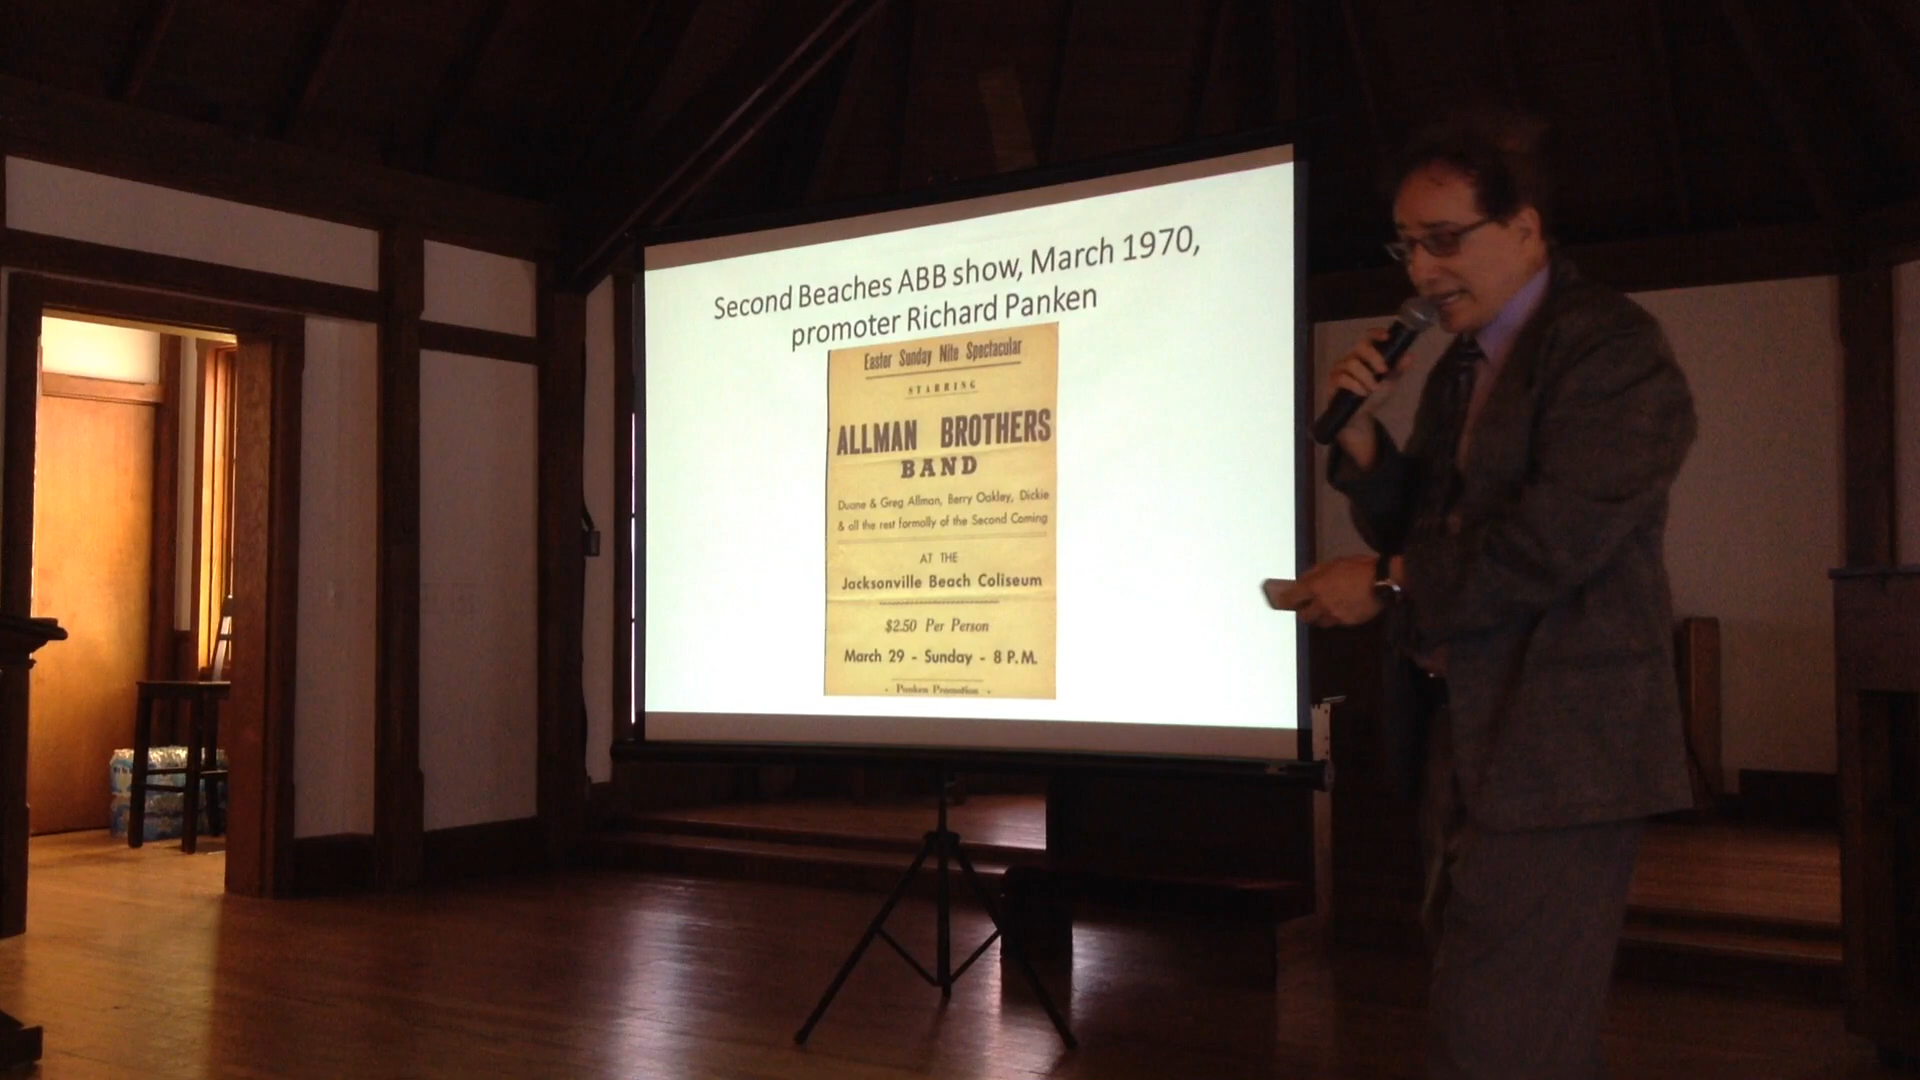 Second Beaches ABB show, March 1970,
promoter Richard Panken
Easter Sunday Nite Spectacular
STARRING
ALLMAN BROTHERS
BAND
Duane & Greg Allman, Berry Oakley, Dickie
& all the rest formally of the Second Coming
AT THE
Jacksonville Beach Coliseum
$2.50 Per Person
March 29 - Sunday - 8 P.M.
- Panken Promotion -